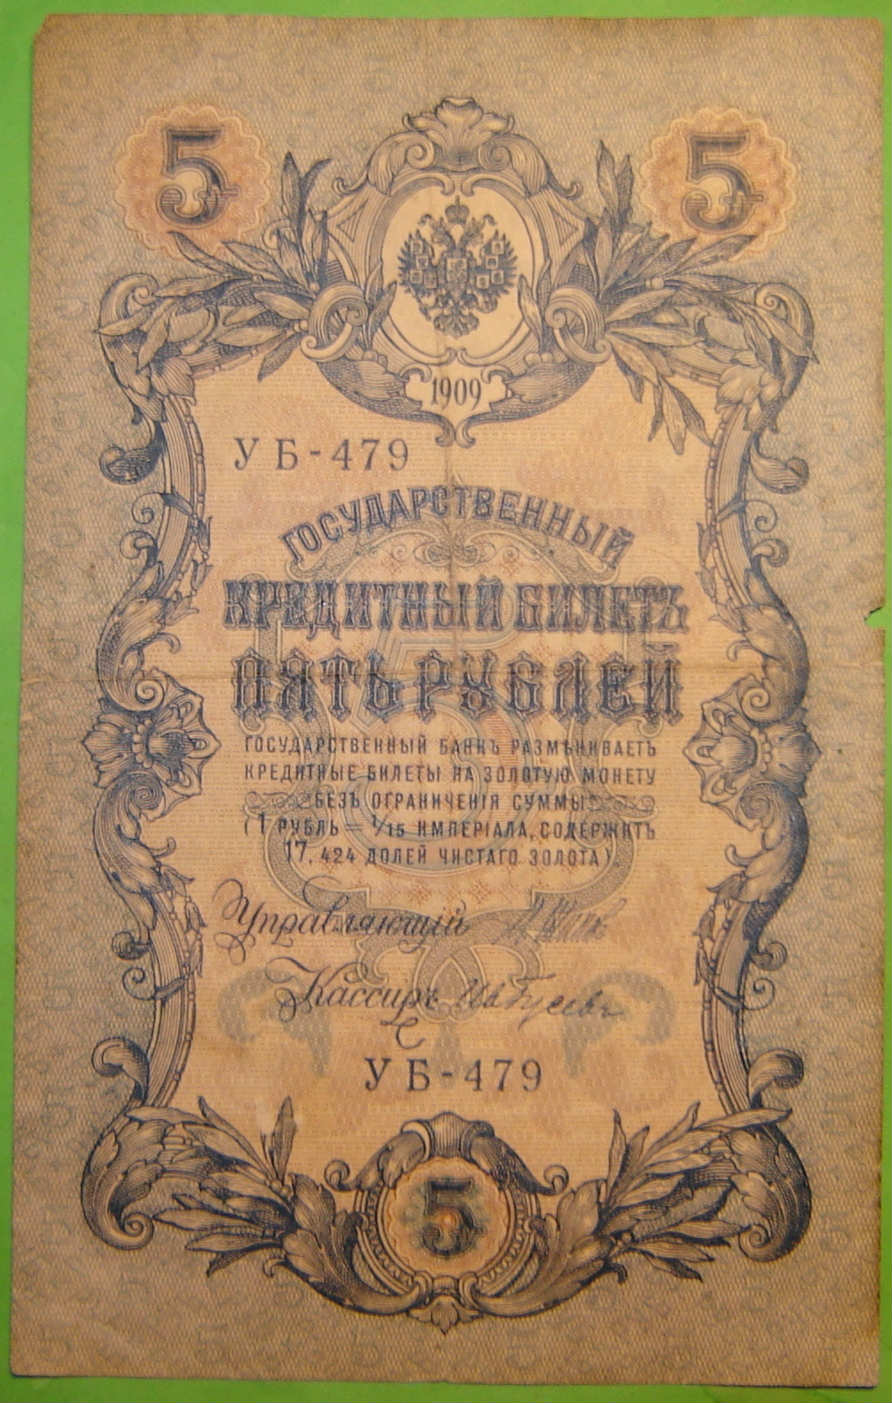 5 5
1909
УБ-479
ГОСУДАРСТВЕННЫЙ
КРЕДИТНЫЙ БИЛЕТЪ
ПЯТЬ РУБЛЕЙ
ГОСУДАРСТВЕННЫЙ БАНКЪ РАЗМѢНИВАЕТЪ
КРЕДИТНЫЕ БИЛЕТЫ НА ЗОЛОТУЮ МОНЕТУ
БЕЗЪ ОГРАНИЧЕНІЯ СУММЫ
(1 РУБЛЬ = 1/15 ИМПЕРІАЛА, СОДЕРЖИТЪ
17,424 ДОЛЕЙ ЧИСТАГО ЗОЛОТА).
Управляющій
Кассиръ
УБ-479
5